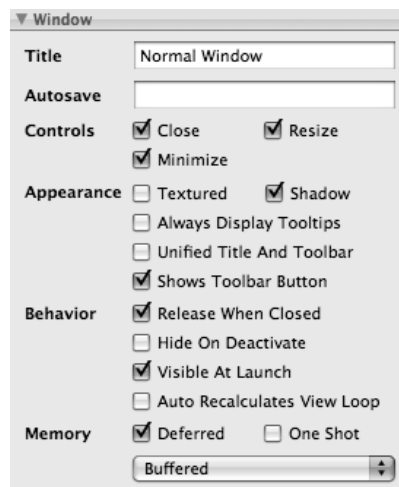 Window
Title Normal Window
Autosave
Controls Close Resize
Minimize
Appearance Textured Shadow
Always Display Tooltips
Unified Title And Toolbar
Shows Toolbar Button
Behavior Release When Closed
Hide On Deactivate
Visible At Launch
Auto Recalculates View Loop
Memory Deferred One Shot
Buffered